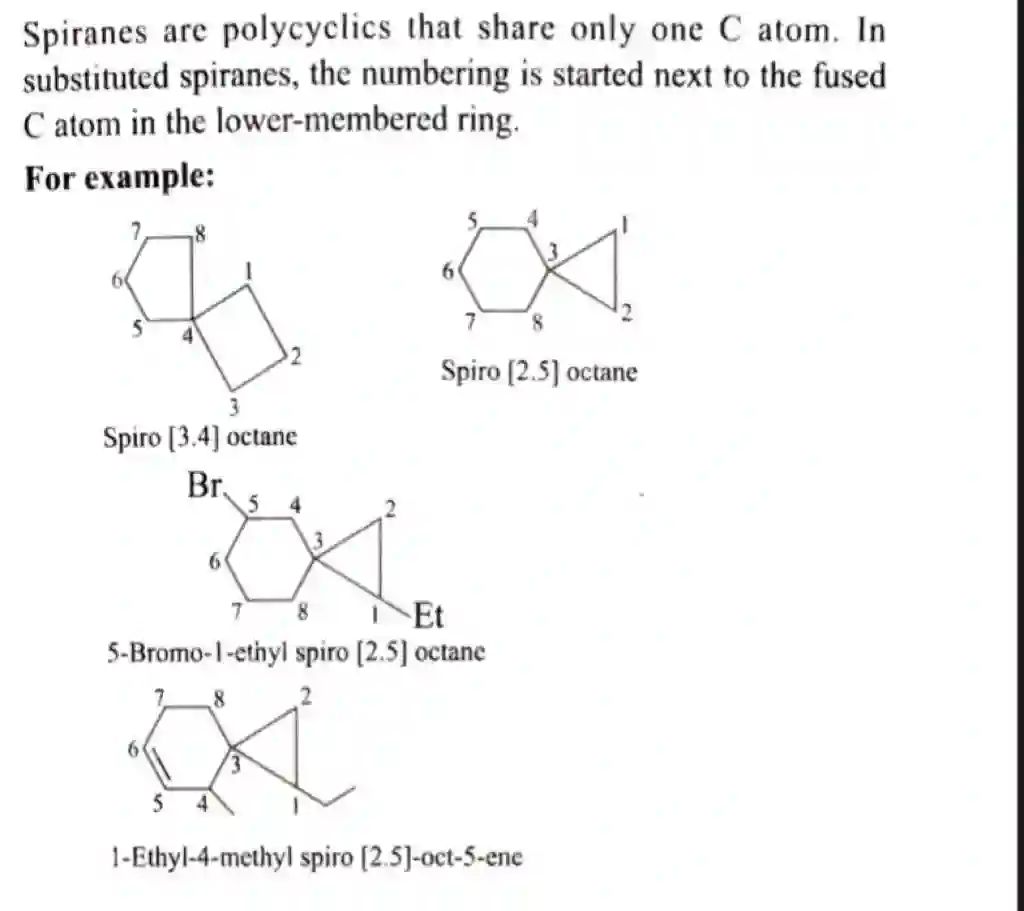 Spiranes are polycyclics that share only one C atom. In
substituted spiranes, the numbering is started next to the fused
C atom in the lower-membered ring.
For example:
7 8
6 1
5 4 2
3
Spiro [3.4] octane
5 4 1
6 3
7 8 2
Spiro [2.5] octane
Br 5 4 2
6 3
7 8 1 Et
5-Bromo-1-ethyl spiro [2.5] octane
7 8 2
6 3
5 4 1
1-Ethyl-4-methyl spiro [2.5]-oct-5-ene